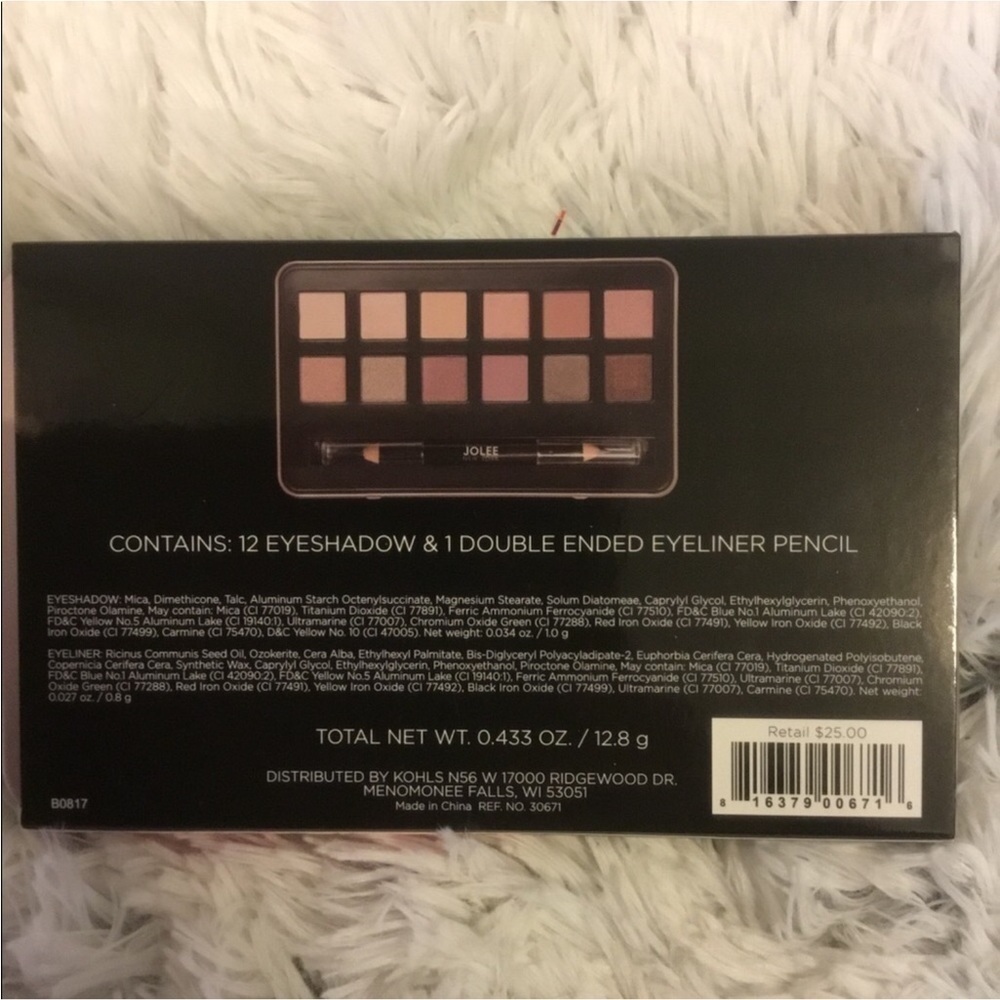 JOLEE
CONTAINS: 12 EYESHADOW & 1 DOUBLE ENDED EYELINER PENCIL
EYESHADOW: Mica, Dimethicone, Talc, Aluminum Starch Octenylsuccinate, Magnesium Stearate, Solum Diatomeae, Caprylyl Glycol, Ethylhexylglycerin, Phenoxyethanol,
Piroctone Olamine, May contain: Mica (CI 77019), Titanium Dioxide (CI 77891), Ferric Ammonium Ferrocyanide (CI 77510), FD&C Blue No.1 Aluminum Lake (CI 42090:2),
FD&C Yellow No.5 Aluminum Lake (CI 19140:1), Ultramarine (CI 77007), Chromium Oxide Green (CI 77288), Red Iron Oxide (CI 77491), Yellow Iron Oxide (CI 77492), Black
Iron Oxide (CI 77499), Carmine (CI 75470), D&C Yellow No. 10 (CI 47005). Net weight: 0.034 oz. / 1.0 g
EYELINER: Ricinus Communis Seed Oil, Ozokerite, Cera Alba, Ethylhexyl Palmitate, Bis-Diglyceryl Polyacyladipate-2, Euphorbia Cerifera Cera, Hydrogenated Polyisobutene,
Copernicia Cerifera Cera, Synthetic Wax, Caprylyl Glycol, Ethylhexylglycerin, Phenoxyethanol, Piroctone Olamine, May contain: Mica (CI 77019), Titanium Dioxide (CI 77891),
FD&C Blue No.1 Aluminum Lake (CI 42090:2), FD&C Yellow No.5 Aluminum Lake (CI 19140:1), Ferric Ammonium Ferrocyanide (CI 77510), Ultramarine (CI 77007), Chromium
Oxide Green (CI 77288), Red Iron Oxide (CI 77491), Yellow Iron Oxide (CI 77492), Black Iron Oxide (CI 77499), Ultramarine (CI 77007), Carmine (CI 75470). Net weight:
0.027 oz. / 0.8 g
TOTAL NET WT. 0.433 OZ. / 12.8 g
DISTRIBUTED BY KOHLS N56 W 17000 RIDGEWOOD DR.
MENOMONEE FALLS, WI 53051
Made in China REF. NO. 30671
B0817
Retail $25.00
8 16379 00671 6